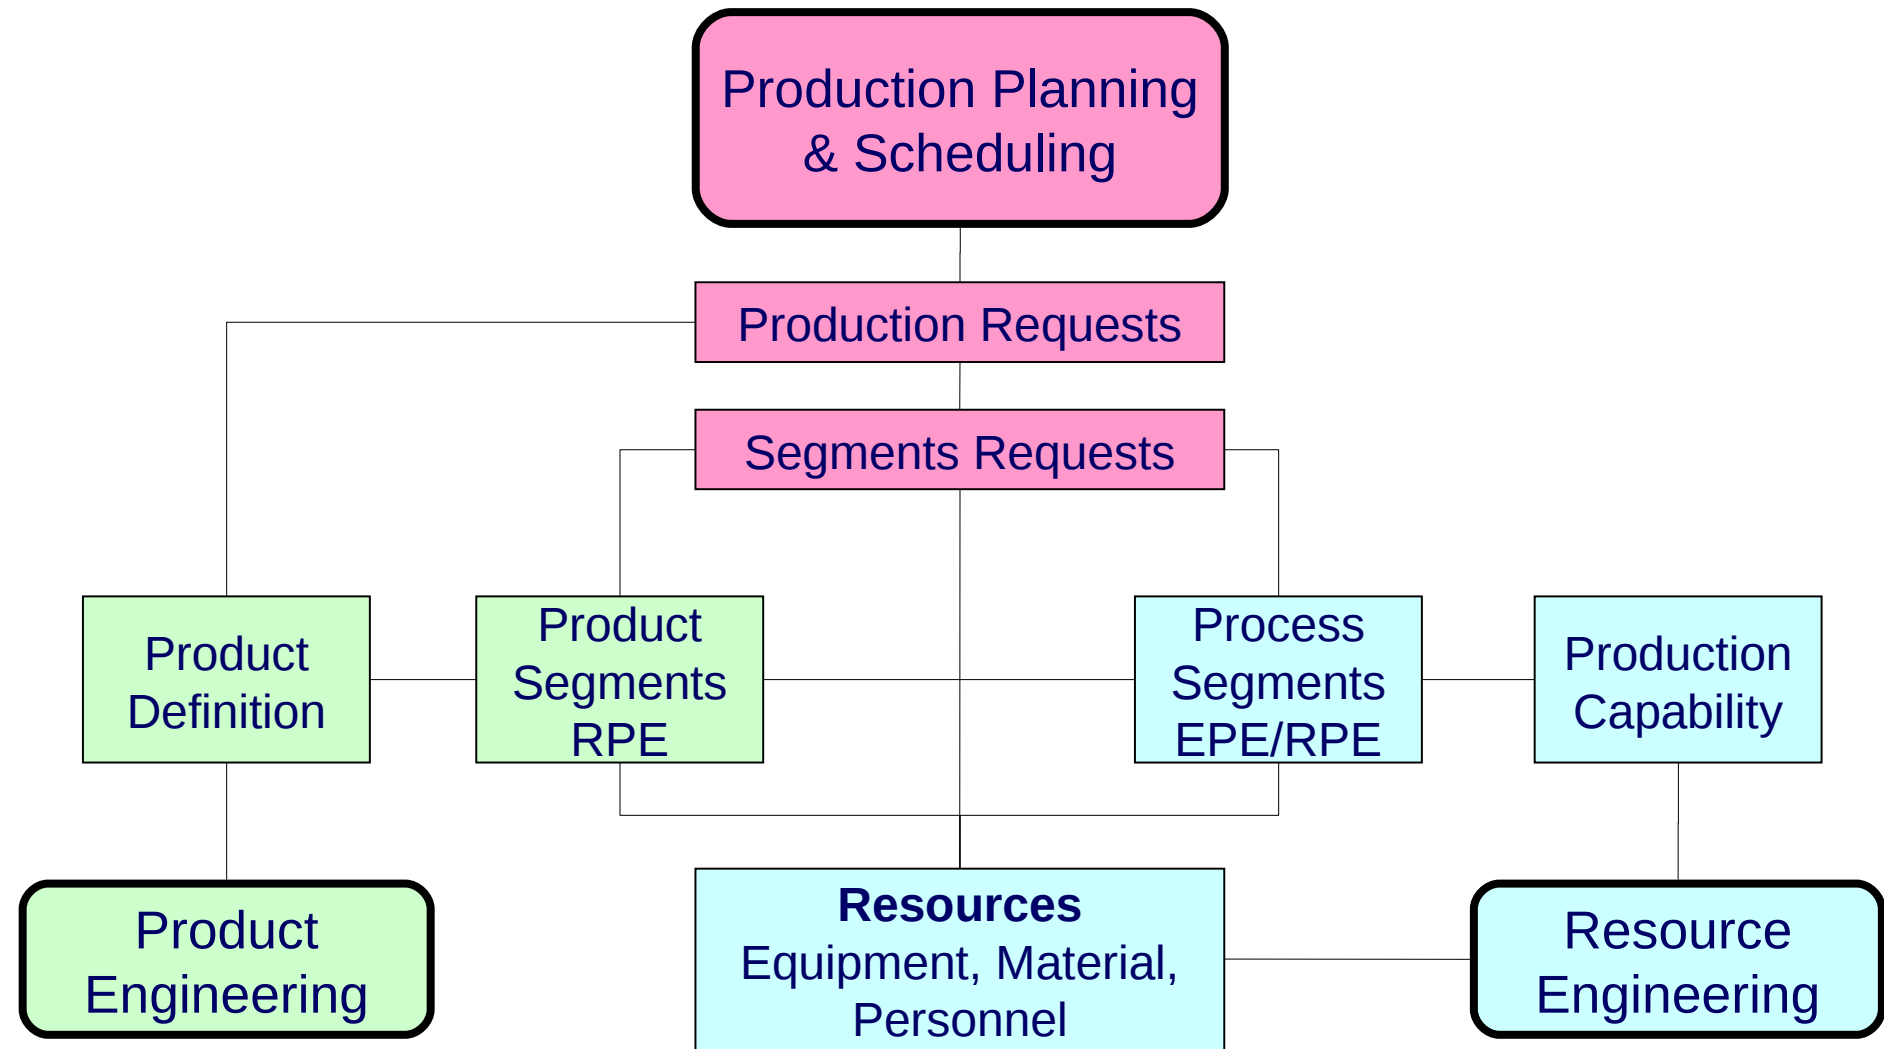 Production Planning
& Scheduling
Production Requests
Segments Requests
Product
Definition
Product
Segments
RPE
Process
Segments
EPE/RPE
Production
Capability
Product
Engineering
Resources
Equipment, Material,
Personnel
Resource
Engineering